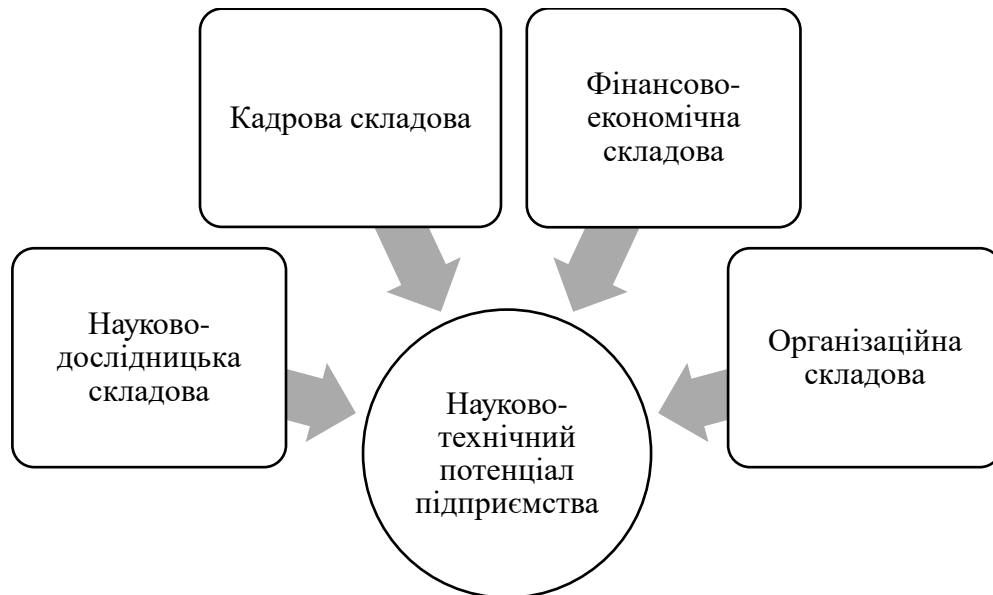 Кадрова складова
Фінансово-
економічна
складова
Науково-
дослідницька
складова
Організаційна
складова
Науково-
технічний
потенціал
підприємства